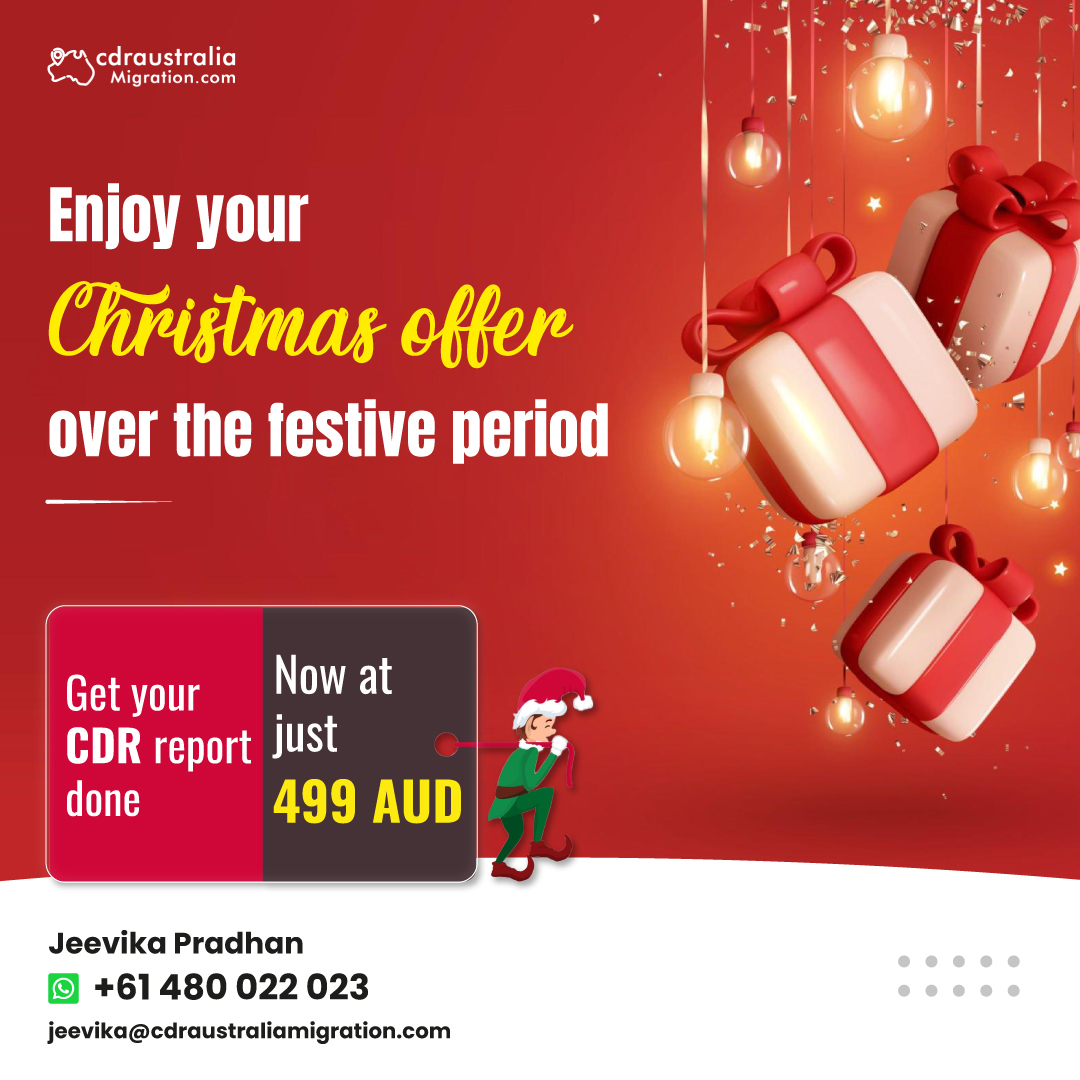 cdraustralia
Migration.com
Enjoy your
Christmas offer
over the festive period
Get your
CDR report
done
Now at
just
499 AUD
Jeevika Pradhan
+61 480 022 023
jeevika@cdraustraliamigration.com